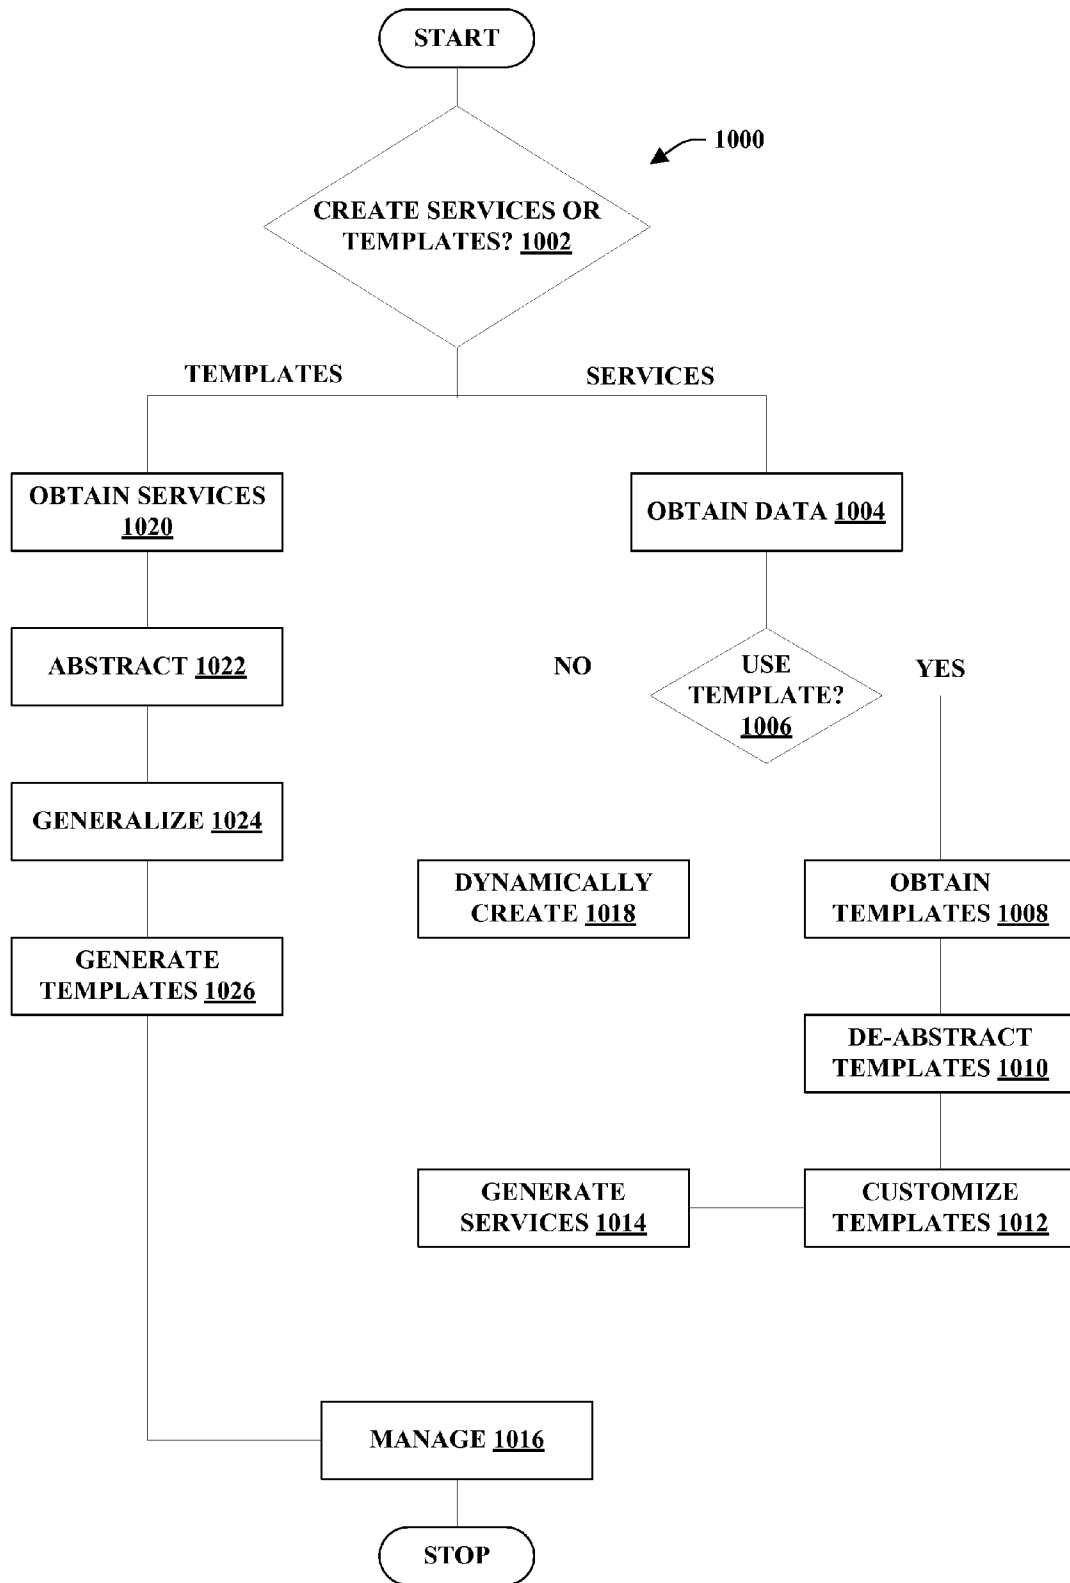 START
1000
CREATE SERVICES OR
TEMPLATES? 1002
TEMPLATES
SERVICES
OBTAIN SERVICES
1020
OBTAIN DATA 1004
ABSTRACT 1022
NO
USE
TEMPLATE?
1006
YES
GENERALIZE 1024
DYNAMICALLY
CREATE 1018
OBTAIN
TEMPLATES 1008
GENERATE
TEMPLATES 1026
DE-ABSTRACT
TEMPLATES 1010
GENERATE
SERVICES 1014
CUSTOMIZE
TEMPLATES 1012
MANAGE 1016
STOP